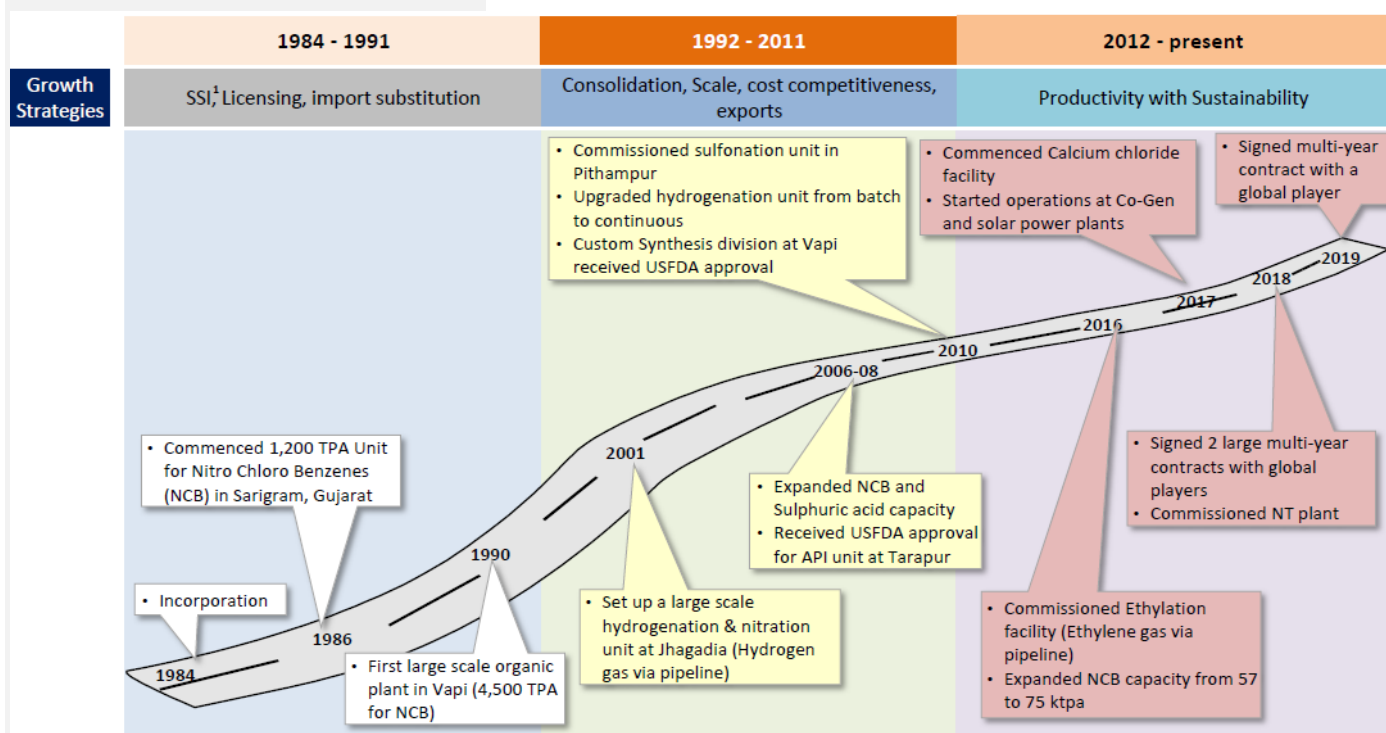 1984 - 1991
1992 - 2011
2012 - present
Growth
Strategies
SSI,1 Licensing, import substitution
Consolidation, Scale, cost competitiveness,
exports
Productivity with Sustainability
• Commissioned sulfonation unit in
Pithampur
• Upgraded hydrogenation unit from batch
to continuous
• Custom Synthesis division at Vapi
received USFDA approval
• Commenced Calcium chloride
facility
• Started operations at Co-Gen
and solar power plants
• Signed multi-year
contract with a
global player
2019
2018
2017
2016
2010
2006-08
2001
1990
1986
1984
• Commenced 1,200 TPA Unit
for Nitro Chloro Benzenes
(NCB) in Sarigram, Gujarat
• Incorporation
• First large scale organic
plant in Vapi (4,500 TPA
for NCB)
• Set up a large scale
hydrogenation & nitration
unit at Jhagadia (Hydrogen
gas via pipeline)
• Expanded NCB and
Sulphuric acid capacity
• Received USFDA approval
for API unit at Tarapur
• Signed 2 large multi-year
contracts with global
players
• Commissioned NT plant
• Commissioned Ethylation
facility (Ethylene gas via
pipeline)
• Expanded NCB capacity from 57
to 75 ktpa